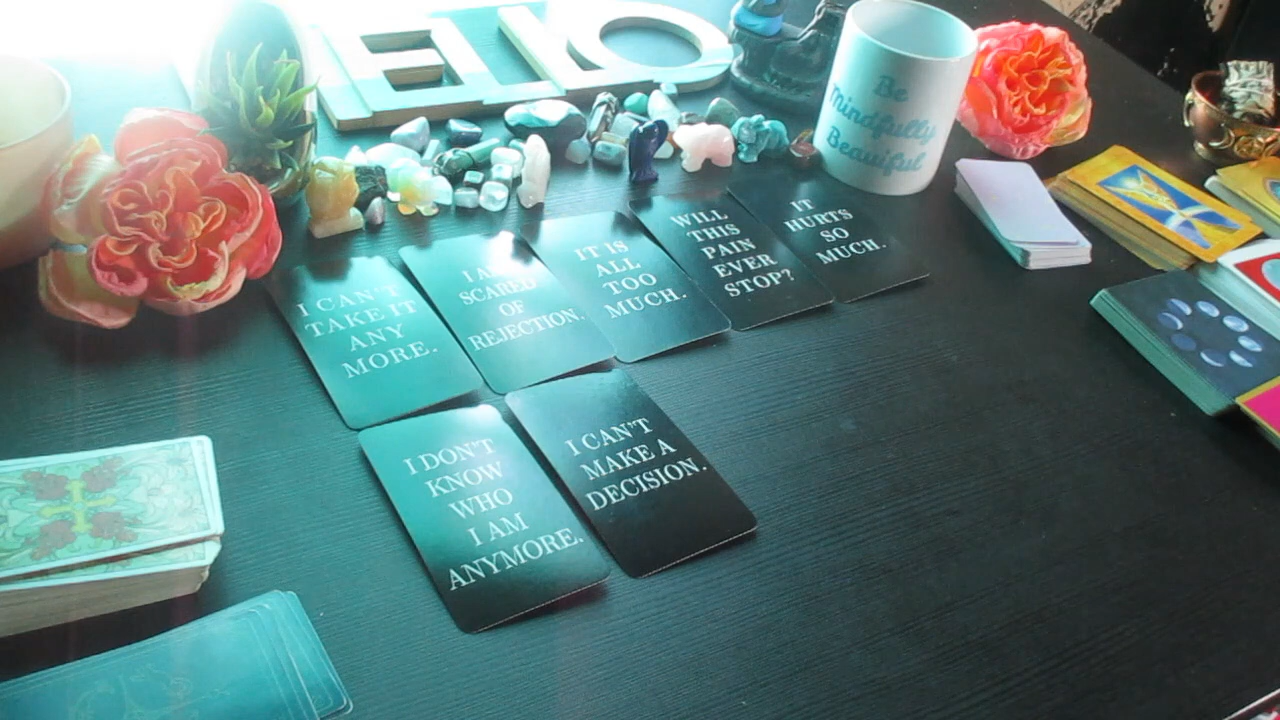 Be
Mindfully
Beautiful
I CAN'T
TAKE IT
ANY
MORE.
I AM
SCARED
OF
REJECTION.
IT IS
ALL
TOO
MUCH.
WILL
THIS
PAIN
EVER
STOP?
IT
HURTS
SO
MUCH.
I DON'T
KNOW
WHO
I AM
ANYMORE.
I CAN'T
MAKE A
DECISION.